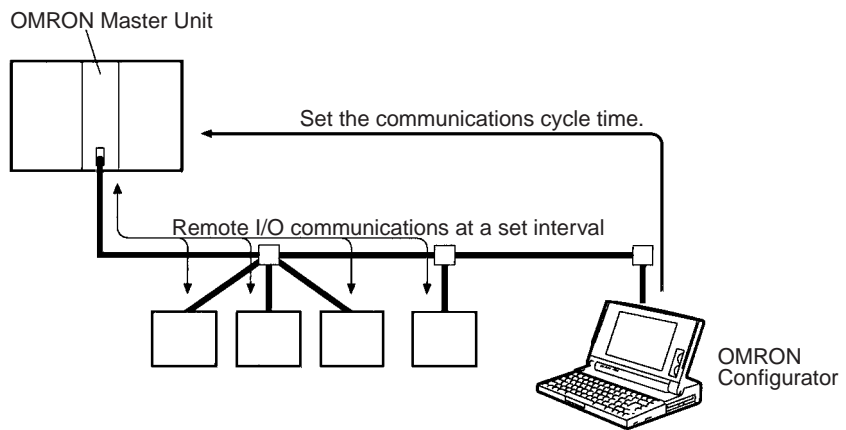 OMRON Master Unit
Set the communications cycle time.
Remote I/O communications at a set interval
OMRON
Configurator